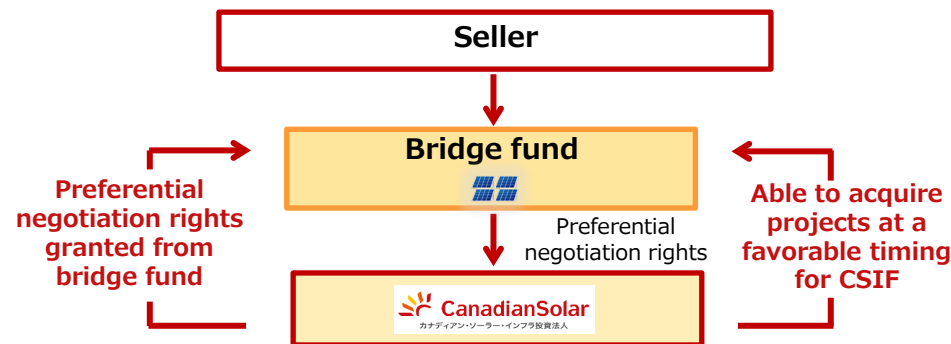 Seller
Bridge fund
Preferential
negotiation rights
granted from
bridge fund
Preferential
negotiation rights
Able to acquire
projects at a
favorable timing
for CSIF
CanadianSolar
カナディアン・ソーラー・インフラ投資法人